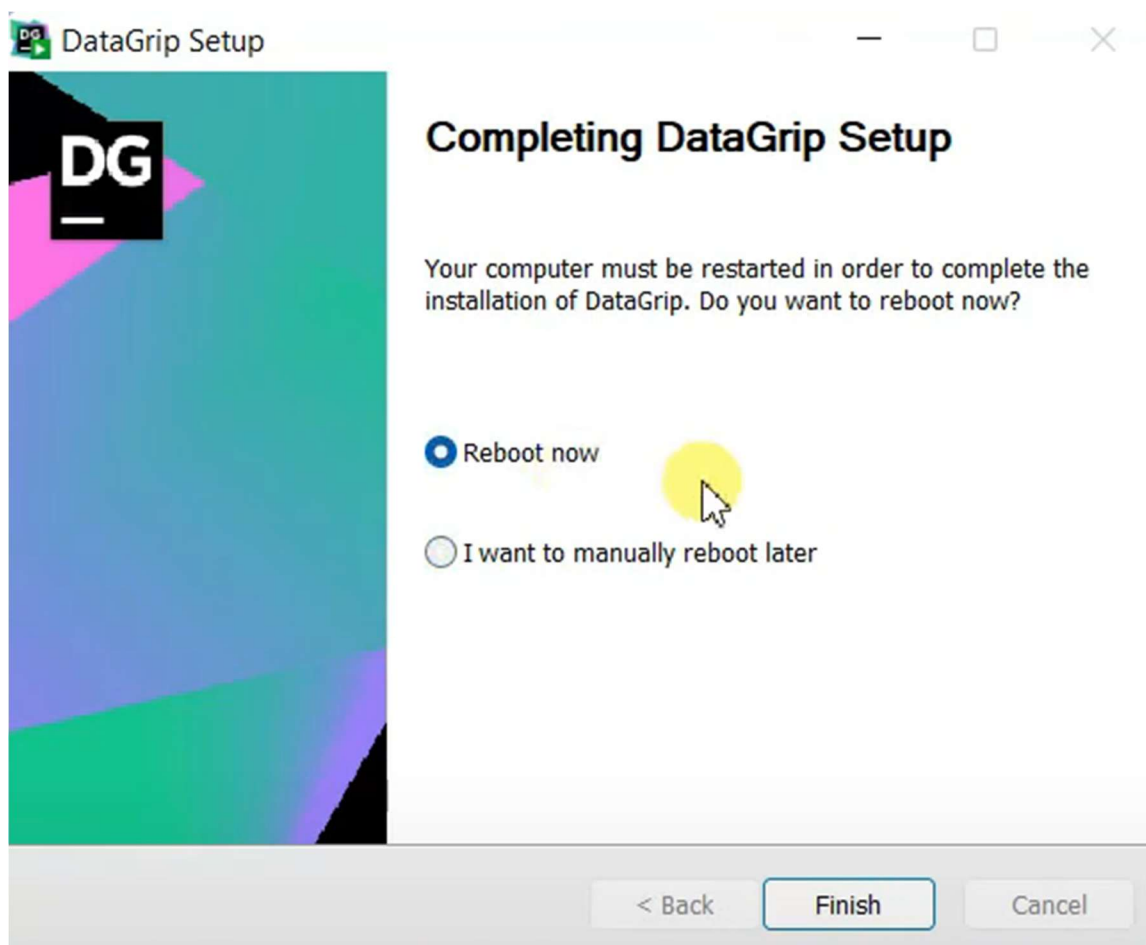 DataGrip Setup
DG
Completing DataGrip Setup
Your computer must be restarted in order to complete the
installation of DataGrip. Do you want to reboot now?
Reboot now
I want to manually reboot later
< Back
Finish
Cancel